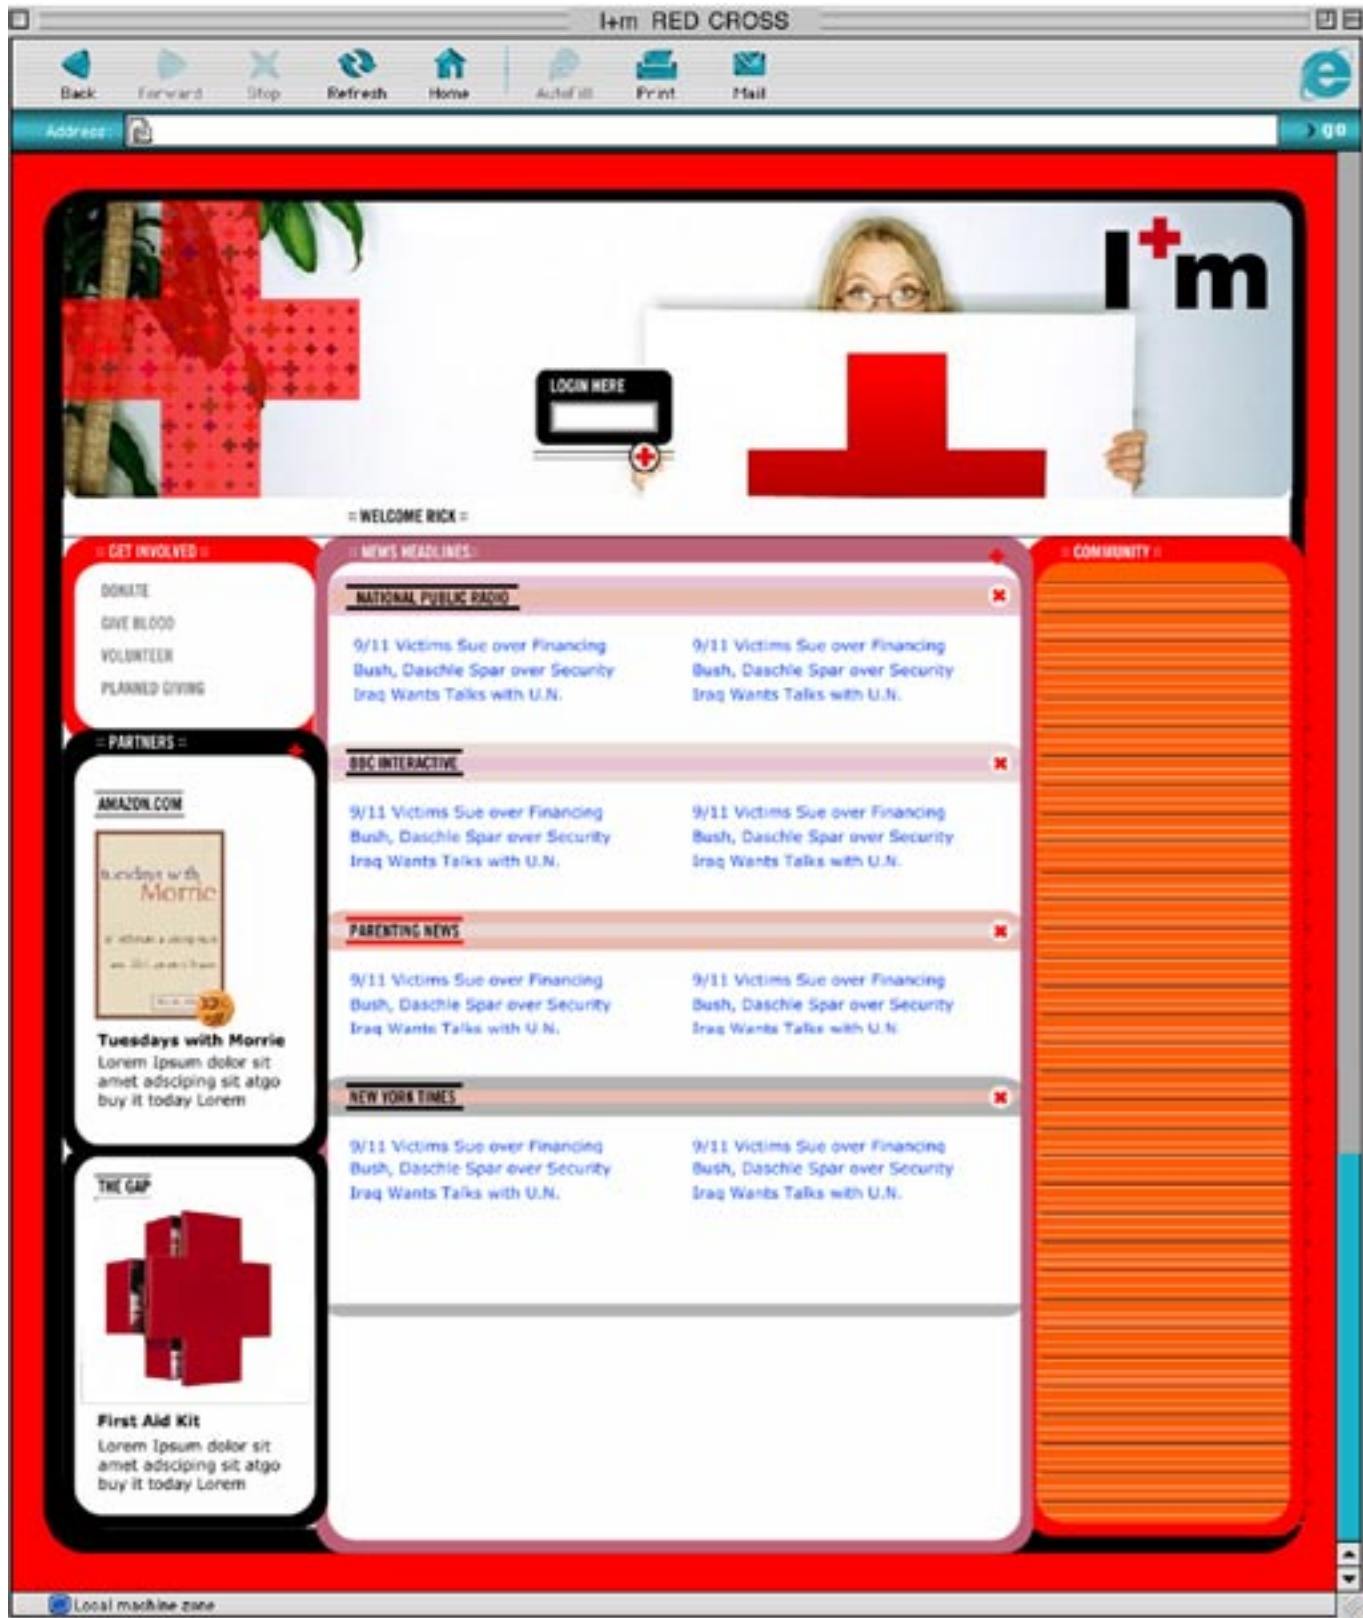 I+m RED CROSS
Back Forward Stop Refresh Home AutoFill Print Mail
Address: go
I+m
LOGIN HERE
:: WELCOME RICK ::
:: GET INVOLVED ::
DONATE
GIVE BLOOD
VOLUNTEER
PLANNED GIVING
:: PARTNERS ::
AMAZON.COM
tuesdays with
Morrie
Tuesdays with Morrie
Lorem Ipsum dolor sit
amet adsciping sit atgo
buy it today Lorem
THE GAP
First Aid Kit
Lorem Ipsum dolor sit
amet adsciping sit atgo
buy it today Lorem
:: NEWS HEADLINES::
NATIONAL PUBLIC RADIO
9/11 Victims Sue over Financing
Bush, Daschle Spar over Security
Iraq Wants Talks with U.N.
9/11 Victims Sue over Financing
Bush, Daschle Spar over Security
Iraq Wants Talks with U.N.
BBC INTERACTIVE
9/11 Victims Sue over Financing
Bush, Daschle Spar over Security
Iraq Wants Talks with U.N.
9/11 Victims Sue over Financing
Bush, Daschle Spar over Security
Iraq Wants Talks with U.N.
PARENTING NEWS
9/11 Victims Sue over Financing
Bush, Daschle Spar over Security
Iraq Wants Talks with U.N.
9/11 Victims Sue over Financing
Bush, Daschle Spar over Security
Iraq Wants Talks with U.N.
NEW YORK TIMES
9/11 Victims Sue over Financing
Bush, Daschle Spar over Security
Iraq Wants Talks with U.N.
9/11 Victims Sue over Financing
Bush, Daschle Spar over Security
Iraq Wants Talks with U.N.
:: COMMUNITY ::
Local machine zone